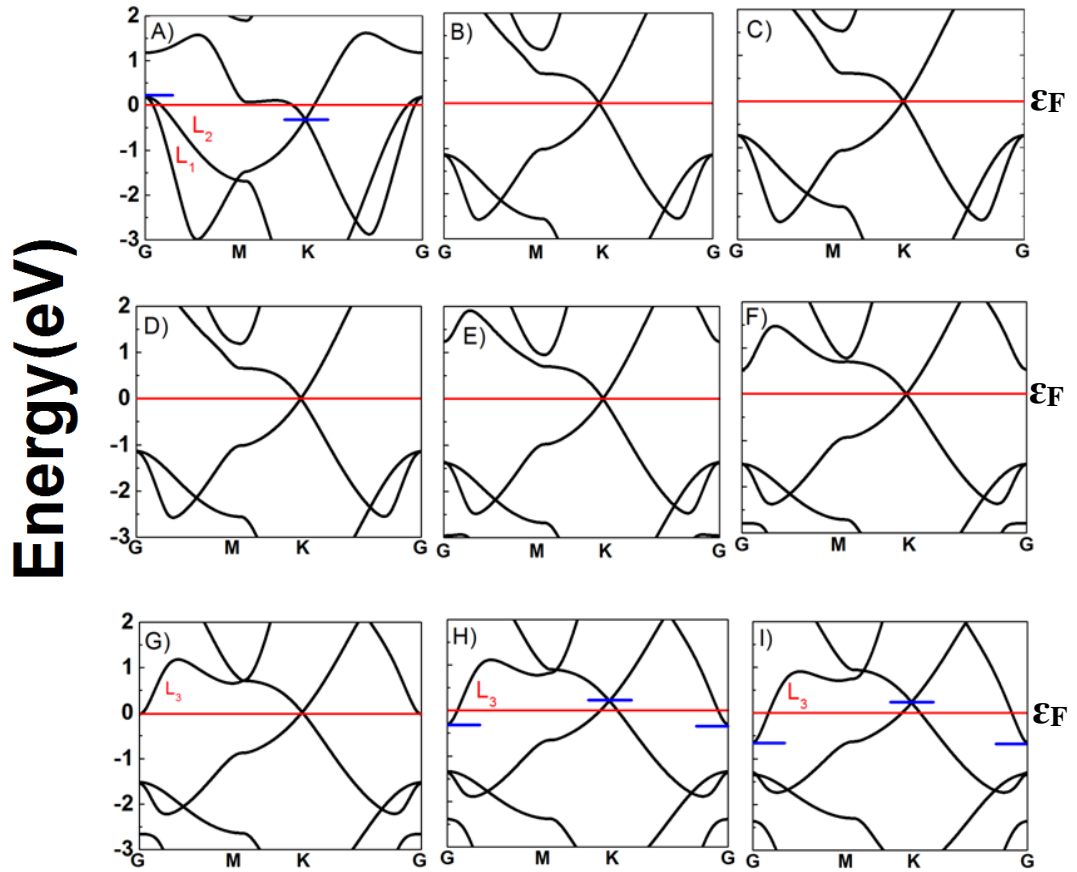 Energy(eV)
A)
B)
C)
2
1
0
-1
-2
-3
L2
L1
εF
G M K G
G M K G
G M K G
D)
E)
F)
2
1
0
-1
-2
-3
εF
G M K G
G M K G
G M K G
G)
H)
I)
2
1
0
-1
-2
-3
L3
L3
L3
εF
G M K G
G M K G
G M K G